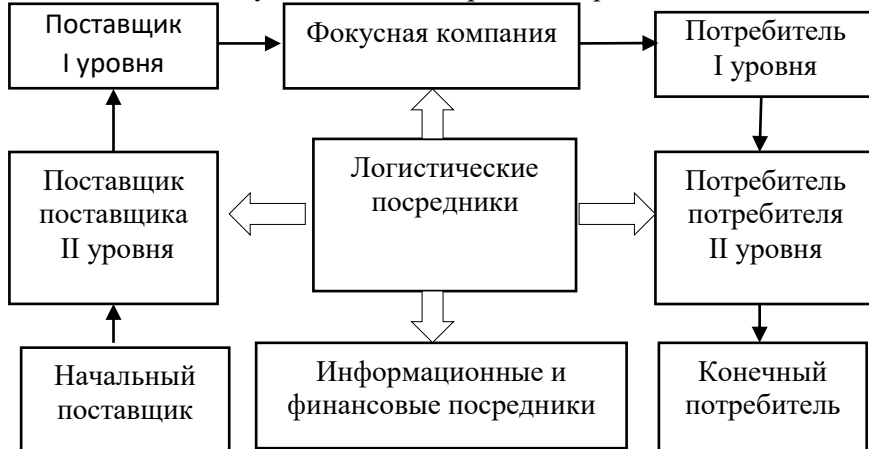 Поставщик
I уровня
Фокусная компания
Потребитель
I уровня
Поставщик
поставщика
II уровня
Логистические
посредники
Потребитель
потребителя
II уровня
Начальный
поставщик
Информационные и
финансовые посредники
Конечный
потребитель